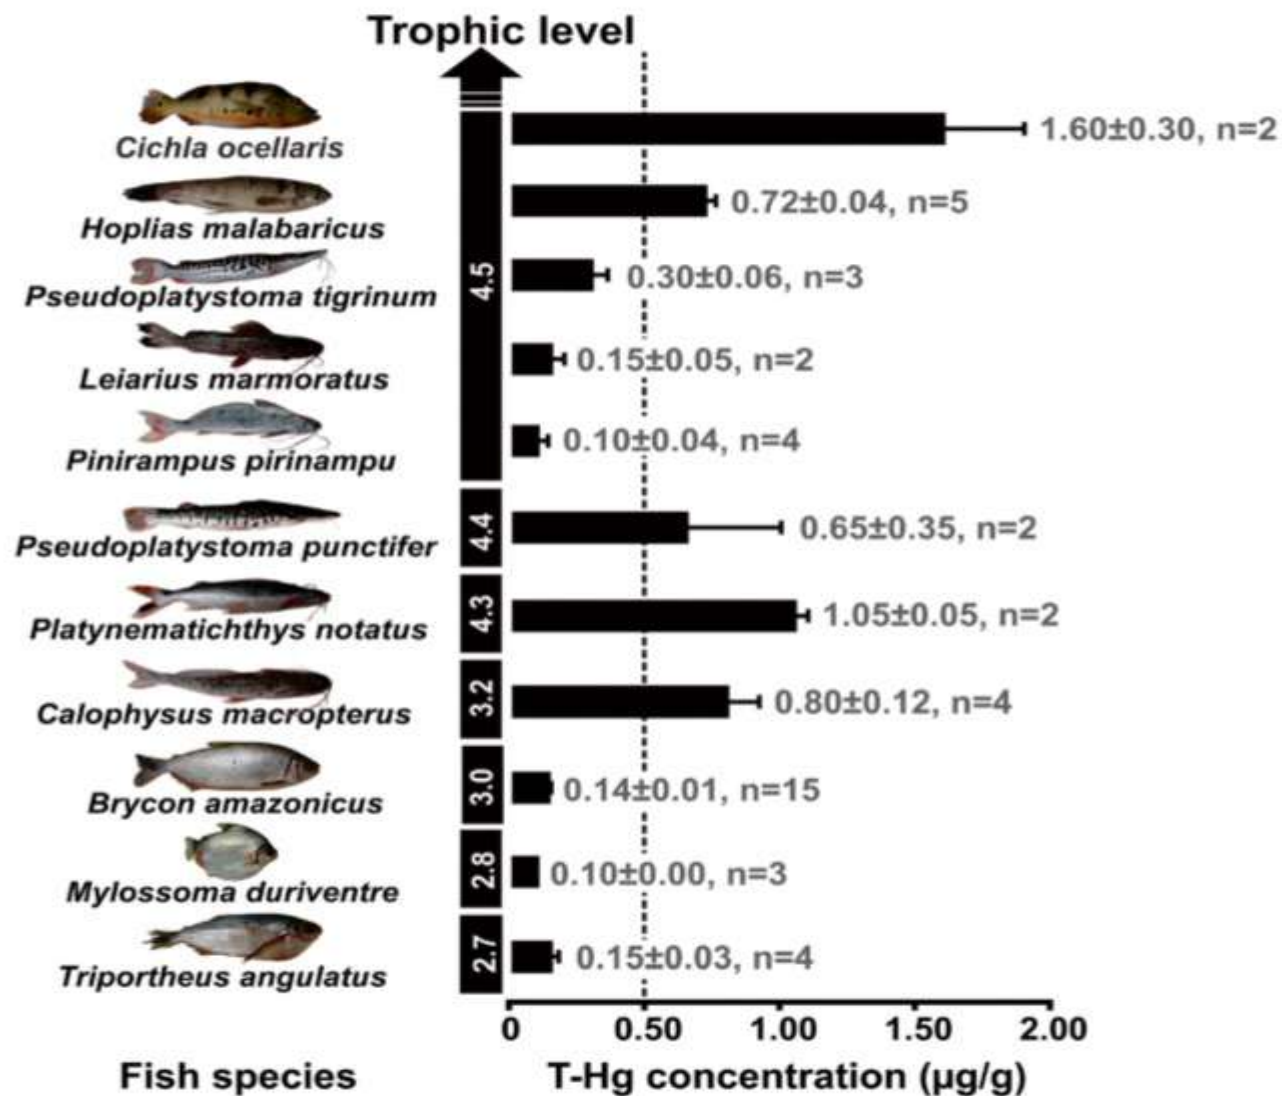 Trophic level
Cichla ocellaris
1.60±0.30, n=2
Hoplias malabaricus
0.72±0.04, n=5
Pseudoplatystoma tigrinum
0.30±0.06, n=3
4.5
Leiarius marmoratus
0.15±0.05, n=2
Pinirampus pirinampu
0.10±0.04, n=4
Pseudoplatystoma punctifer
4.4
0.65±0.35, n=2
Platynematichthys notatus
4.3
1.05±0.05, n=2
Calophysus macropterus
3.2
0.80±0.12, n=4
Brycon amazonicus
3.0
0.14±0.01, n=15
Mylossoma duriventre
2.8
0.10±0.00, n=3
Triportheus angulatus
2.7
0.15±0.03, n=4
0 0.50 1.00 1.50 2.00
Fish species
T-Hg concentration (µg/g)